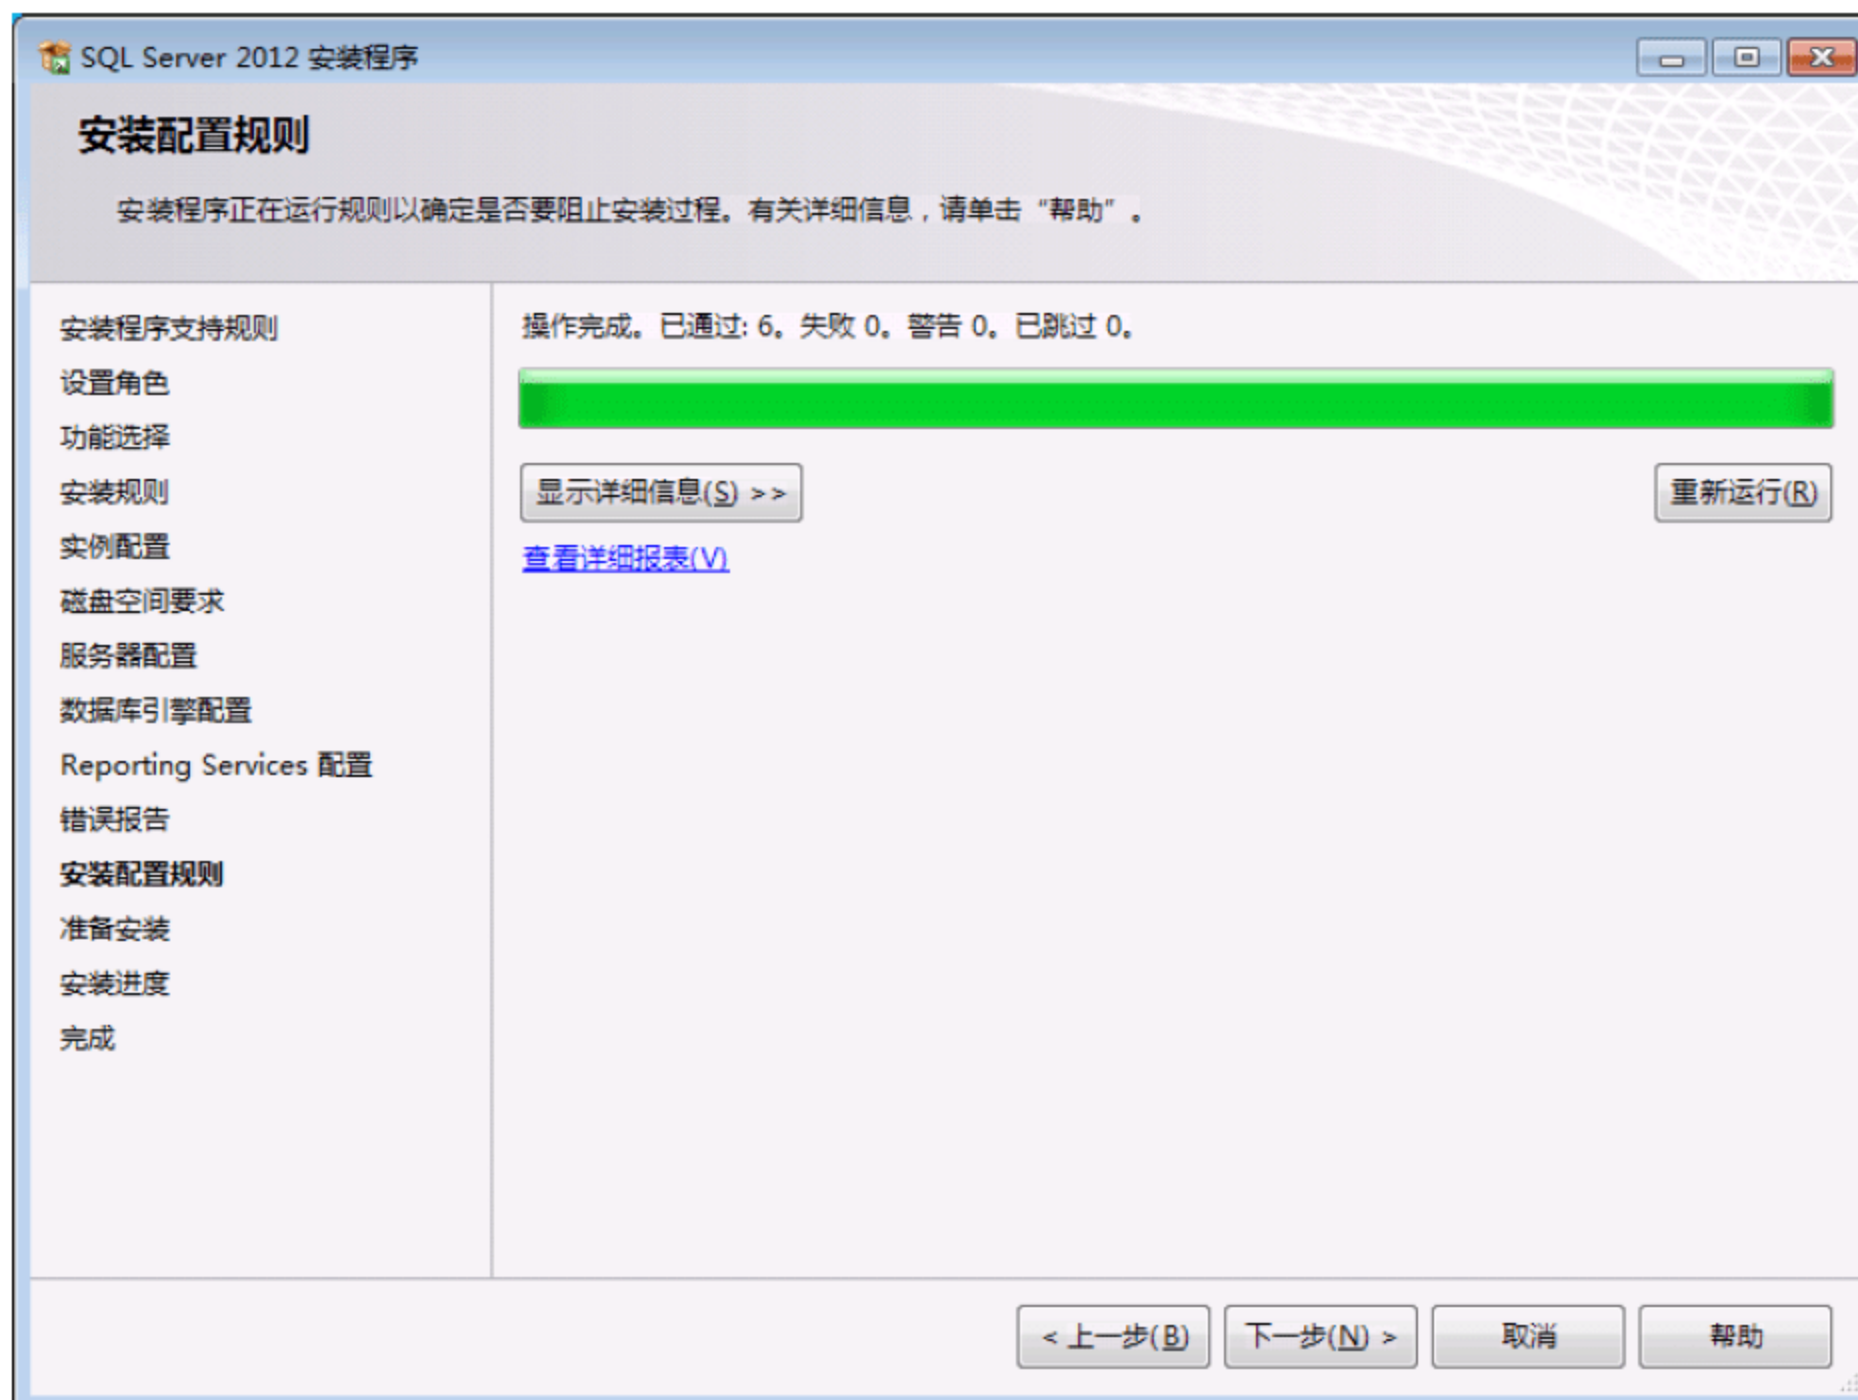 SQL Server 2012 安装程序
安装配置规则
安装程序正在运行规则以确定是否要阻止安装过程。有关详细信息，请单击“帮助”。
安装程序支持规则
设置角色
功能选择
安装规则
实例配置
磁盘空间要求
服务器配置
数据库引擎配置
Reporting Services 配置
错误报告
安装配置规则
准备安装
安装进度
完成
操作完成。已通过: 6。失败 0。警告 0。已跳过 0。
显示详细信息(S) >>
重新运行(R)
查看详细报表(V)
< 上一步(B)
下一步(N) >
取消
帮助